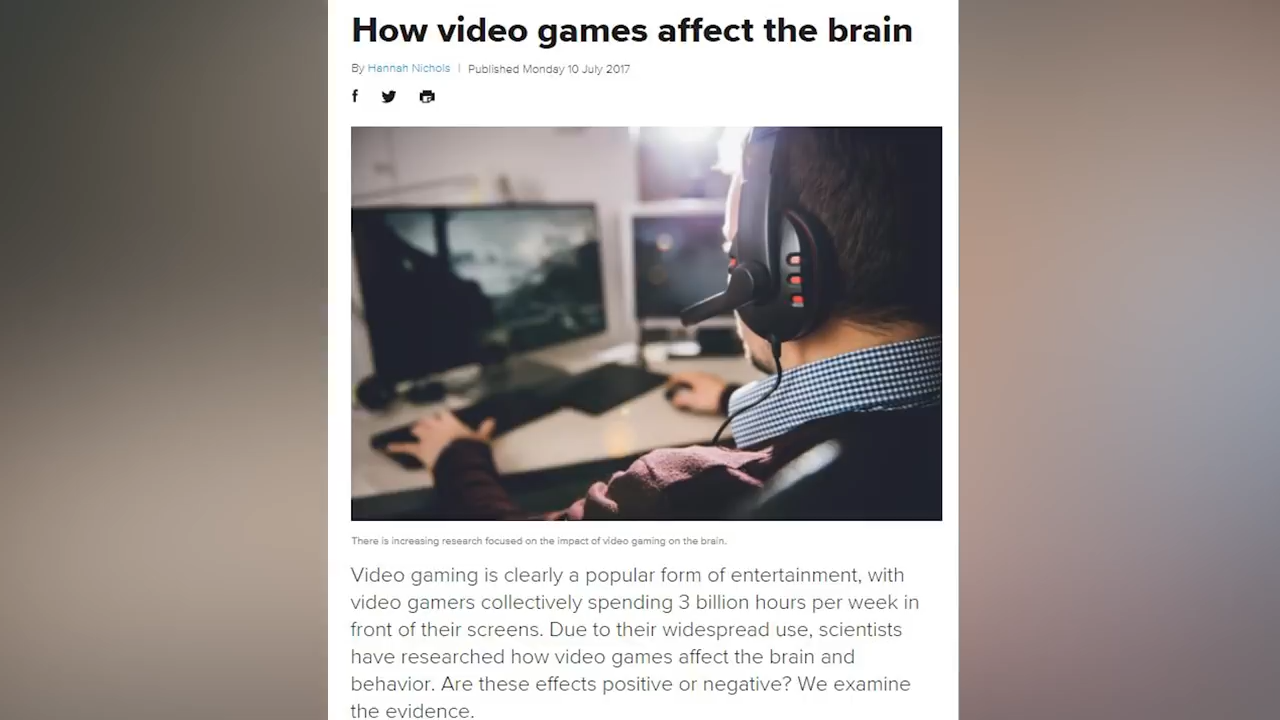 How video games affect the brain
By Hannah Nichols | Published Monday 10 July 2017
There is increasing research focused on the impact of video gaming on the brain.
Video gaming is clearly a popular form of entertainment, with
video gamers collectively spending 3 billion hours per week in
front of their screens. Due to their widespread use, scientists
have researched how video games affect the brain and
behavior. Are these effects positive or negative? We examine
the evidence.